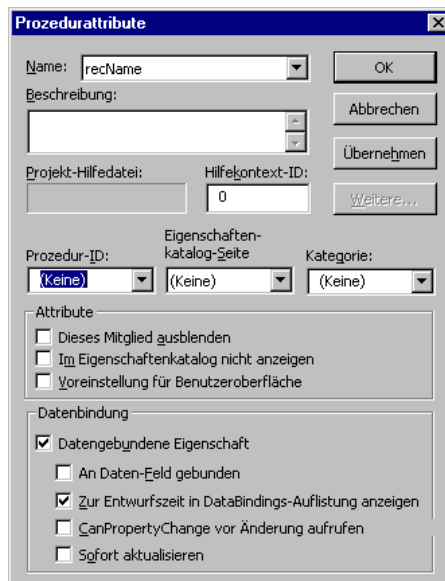 Prozedurattribute
Name: recName
OK
Beschreibung:
Abbrechen
Übernehmen
Projekt-Hilfedatei:
Hilfekontext-ID:
0
Weitere...
Prozedur-ID:
Eigenschaften-
katalog-Seite
Kategorie:
(Keine)
(Keine)
(Keine)
Attribute
Dieses Mitglied ausblenden
Im Eigenschaftenkatalog nicht anzeigen
Voreinstellung für Benutzeroberfläche
Datenbindung
Datengebundene Eigenschaft
An Daten-Feld gebunden
Zur Entwurfszeit in DataBindings-Auflistung anzeigen
CanPropertyChange vor Änderung aufrufen
Sofort aktualisieren